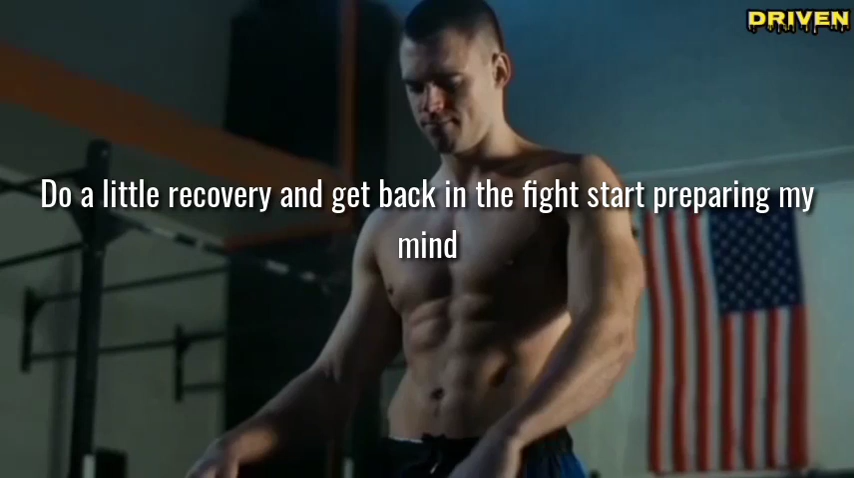 DRIVEN
Do a little recovery and get back in the fight start preparing my
mind